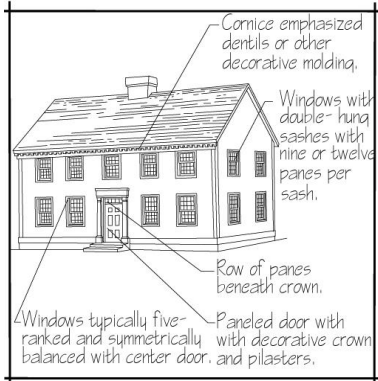 Cornice emphasized
dentils or other
decorative molding.
Windows with
double- hung
sashes with
nine or twelve
panes per
sash.
Row of panes
beneath crown.
Windows typically five-
ranked and symmetrically
balanced with center door.
Paneled door with
with decorative crown
and pilasters.